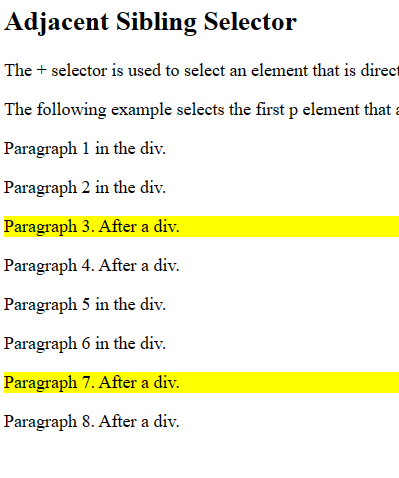 Adjacent Sibling Selector
The + selector is used to select an element that is
The following example selects the first p element that
Paragraph 1 in the div.
Paragraph 2 in the div.
Paragraph 3. After a div.
Paragraph 4. After a div.
Paragraph 5 in the div.
Paragraph 6 in the div.
Paragraph 7. After a div.
Paragraph 8. After a div.